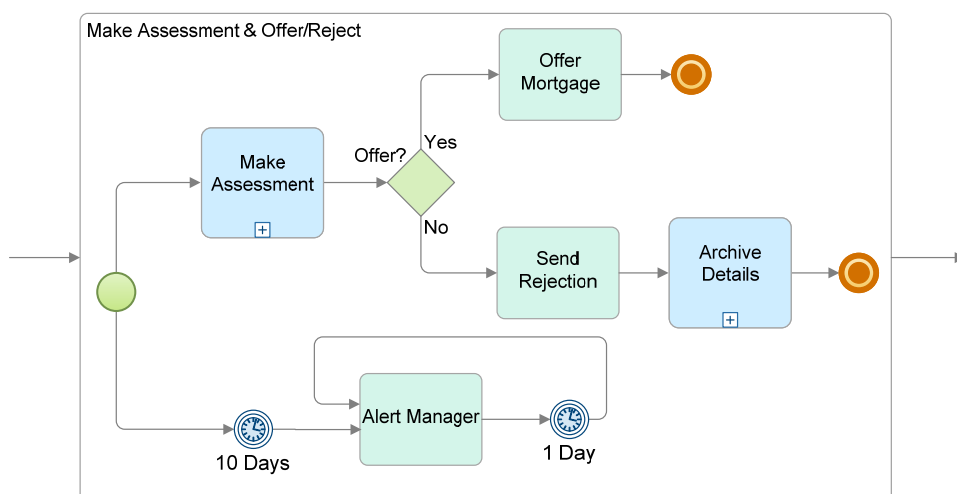 Make Assessment & Offer/Reject
Offer
Mortgage
Yes
Offer?
Make
Assessment
No
Send
Rejection
Archive
Details
Alert Manager
10 Days
1 Day